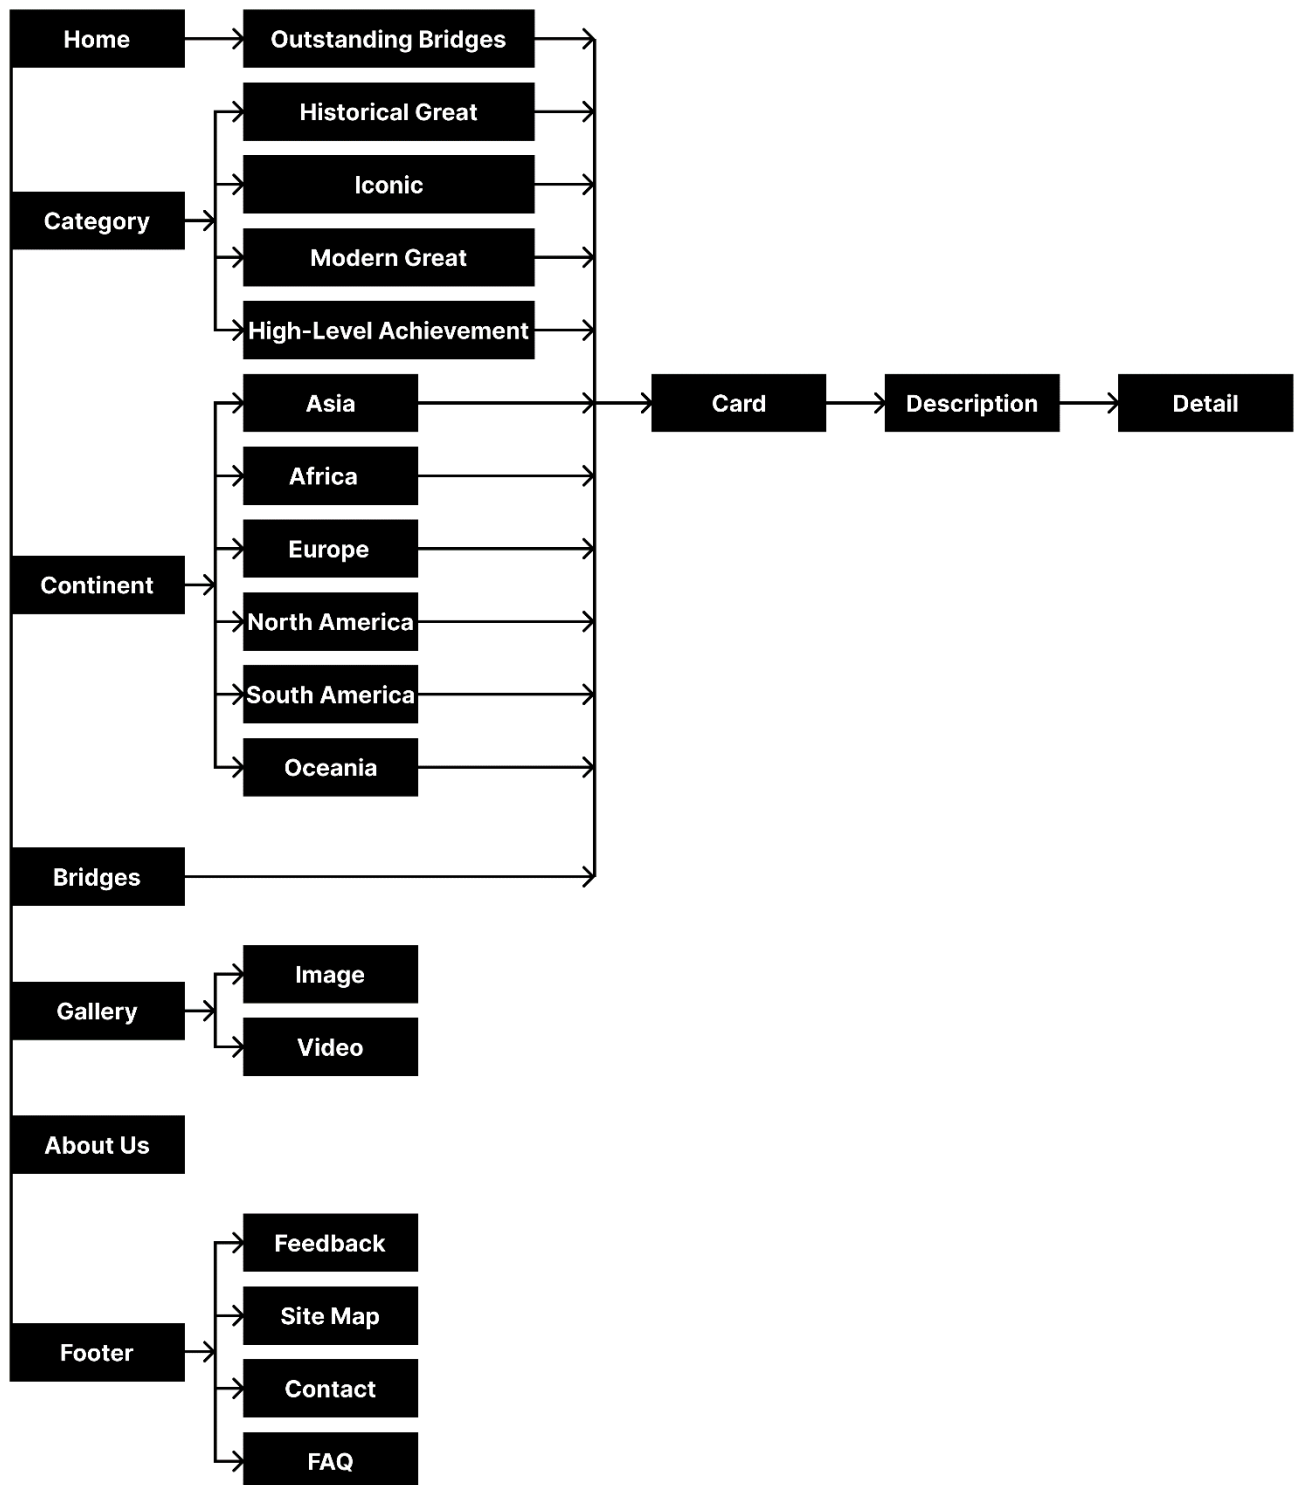 Home
Outstanding Bridges
Historical Great
Iconic
Category
Modern Great
High-Level Achievement
Asia
Card
Description
Detail
Africa
Europe
Continent
North America
South America
Oceania
Bridges
Image
Gallery
Video
About Us
Feedback
Site Map
Footer
Contact
FAQ